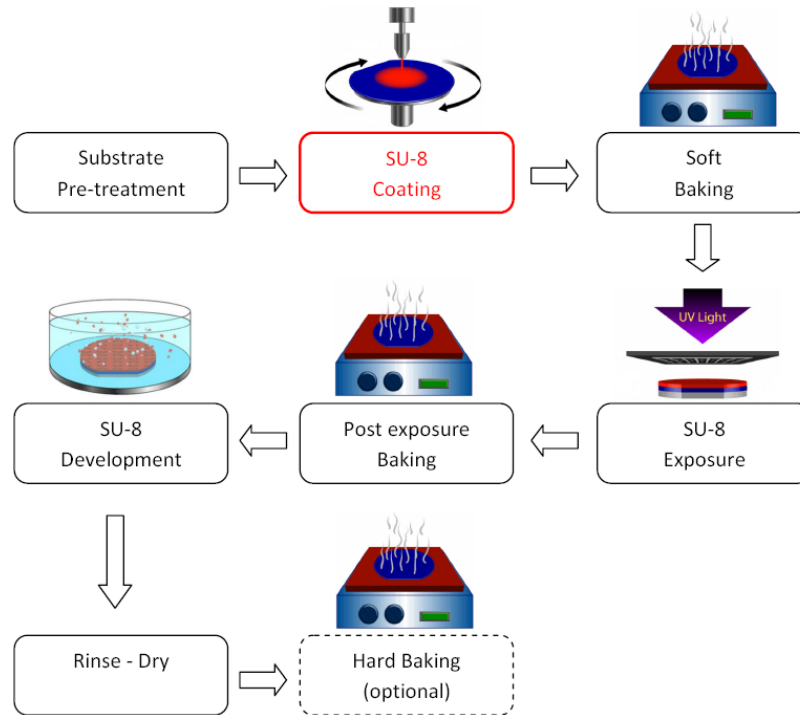 Substrate
Pre-treatment
SU-8
Coating
Soft
Baking
UV Light
SU-8
Exposure
Post exposure
Baking
SU-8
Development
Rinse - Dry
Hard Baking
(optional)